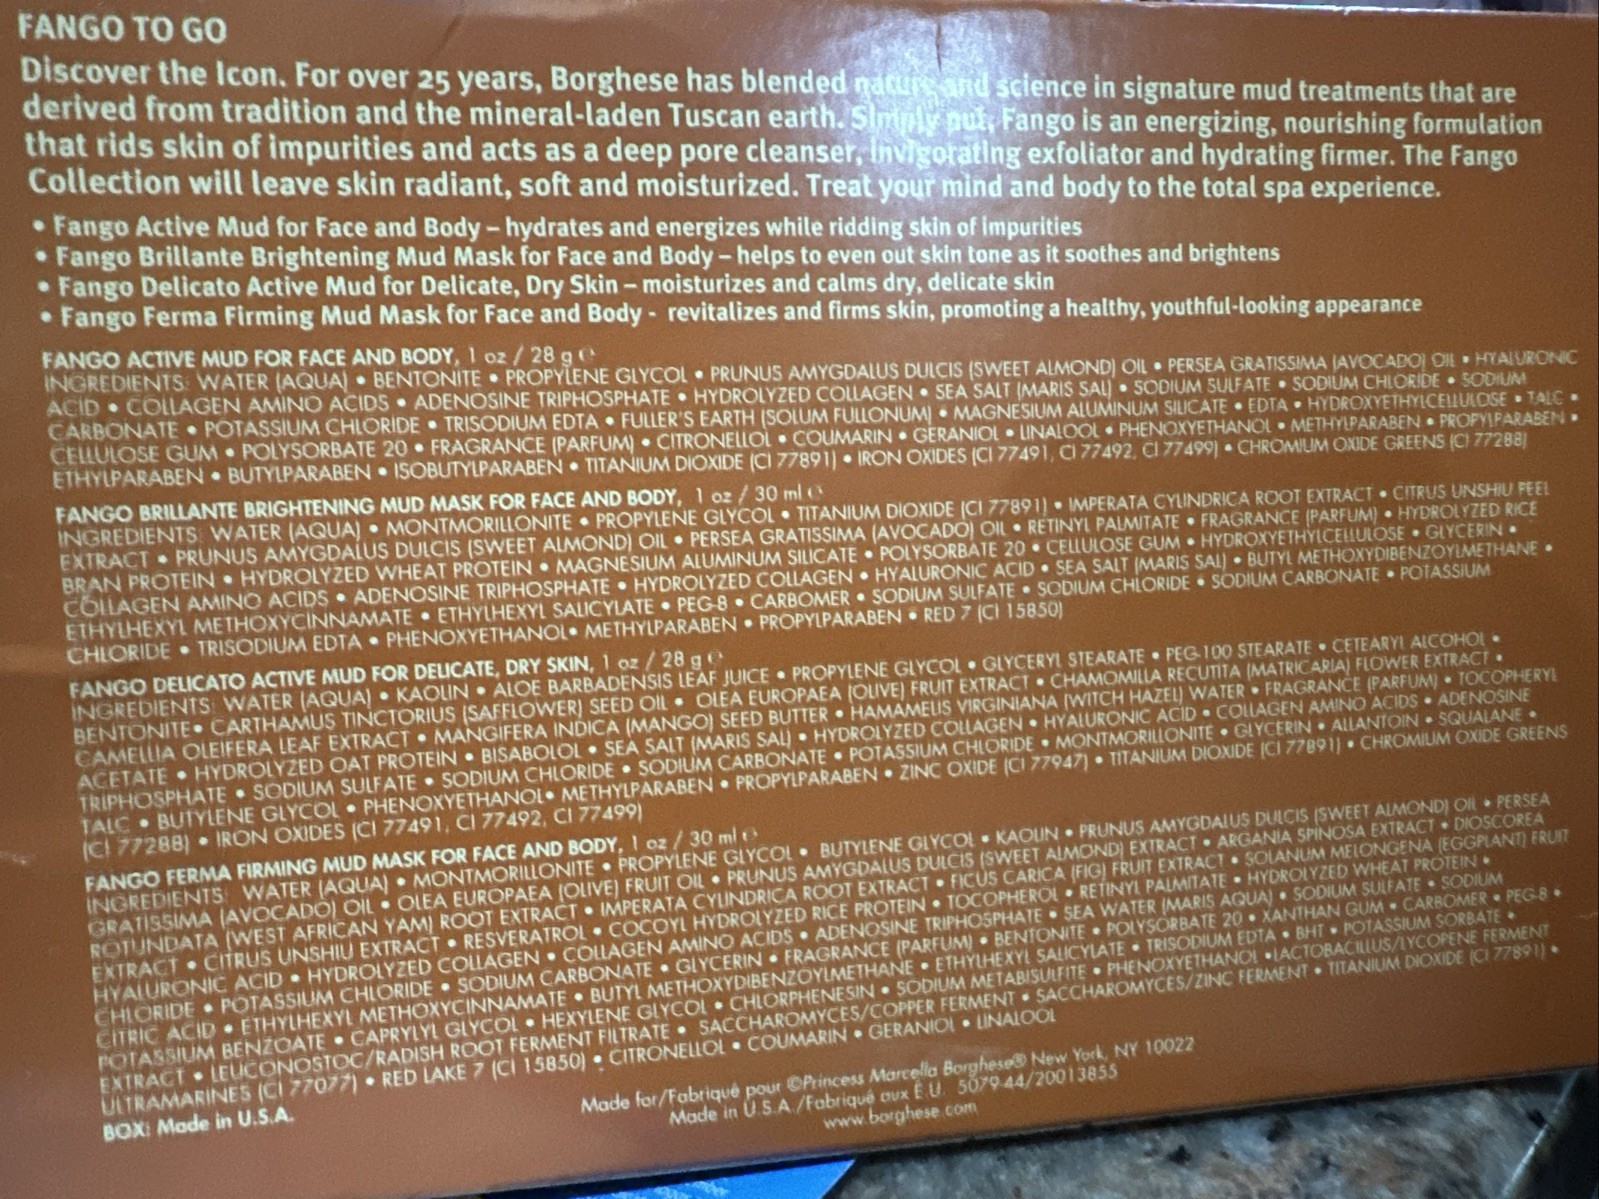 FANGO TO GO
Discover the Icon. For over 25 years, Borghese has blended nature and science in signature mud treatments that are
derived from tradition and the mineral-laden Tuscan earth. Simply put, Fango is an energizing, nourishing formulation
that rids skin of impurities and acts as a deep pore cleanser, invigorating exfoliator and hydrating firmer. The Fango
Collection will leave skin radiant, soft and moisturized. Treat your mind and body to the total spa experience.
• Fango Active Mud for Face and Body – hydrates and energizes while ridding skin of impurities
• Fango Brillante Brightening Mud Mask for Face and Body – helps to even out skin tone as it soothes and brightens
• Fango Delicato Active Mud for Delicate, Dry Skin – moisturizes and calms dry, delicate skin
• Fango Ferma Firming Mud Mask for Face and Body - revitalizes and firms skin, promoting a healthy, youthful-looking appearance
FANGO ACTIVE MUD FOR FACE AND BODY, 1 oz / 28 g ℮
INGREDIENTS: WATER (AQUA) • BENTONITE • PROPYLENE GLYCOL • PRUNUS AMYGDALUS DULCIS (SWEET ALMOND) OIL • PERSEA GRATISSIMA (AVOCADO) OIL • HYALURONIC
ACID • COLLAGEN AMINO ACIDS • ADENOSINE TRIPHOSPHATE • HYDROLYZED COLLAGEN • SEA SALT (MARIS SAL) • SODIUM SULFATE • SODIUM CHLORIDE • SODIUM
CARBONATE • POTASSIUM CHLORIDE • TRISODIUM EDTA • FULLER'S EARTH (SOLUM FULLONUM) • MAGNESIUM ALUMINUM SILICATE • EDTA • HYDROXYETHYLCELLULOSE • TALC •
CELLULOSE GUM • POLYSORBATE 20 • FRAGRANCE (PARFUM) • CITRONELLOL • COUMARIN • GERANIOL • LINALOOL • PHENOXYETHANOL • METHYLPARABEN • PROPYLPARABEN •
ETHYLPARABEN • BUTYLPARABEN • ISOBUTYLPARABEN • TITANIUM DIOXIDE (CI 77891) • IRON OXIDES (CI 77491, CI 77492, CI 77499) • CHROMIUM OXIDE GREENS (CI 77288)
FANGO BRILLANTE BRIGHTENING MUD MASK FOR FACE AND BODY, 1 oz / 30 ml ℮
INGREDIENTS: WATER (AQUA) • MONTMORILLONITE • PROPYLENE GLYCOL • TITANIUM DIOXIDE (CI 77891) • IMPERATA CYLINDRICA ROOT EXTRACT • CITRUS UNSHIU PEEL
EXTRACT • PRUNUS AMYGDALUS DULCIS (SWEET ALMOND) OIL • PERSEA GRATISSIMA (AVOCADO) OIL • RETINYL PALMITATE • FRAGRANCE (PARFUM) • HYDROLYZED RICE
BRAN PROTEIN • HYDROLYZED WHEAT PROTEIN • MAGNESIUM ALUMINUM SILICATE • POLYSORBATE 20 • CELLULOSE GUM • HYDROXYETHYLCELLULOSE • GLYCERIN •
COLLAGEN AMINO ACIDS • ADENOSINE TRIPHOSPHATE • HYDROLYZED COLLAGEN • HYALURONIC ACID • SEA SALT (MARIS SAL) • BUTYL METHOXYDIBENZOYLMETHANE •
ETHYLHEXYL METHOXYCINNAMATE • ETHYLHEXYL SALICYLATE • PEG-8 • CARBOMER • SODIUM SULFATE • SODIUM CHLORIDE • SODIUM CARBONATE • POTASSIUM
CHLORIDE • TRISODIUM EDTA • PHENOXYETHANOL• METHYLPARABEN • PROPYLPARABEN • RED 7 (CI 15850)
FANGO DELICATO ACTIVE MUD FOR DELICATE, DRY SKIN, 1 oz / 28 g ℮
INGREDIENTS: WATER (AQUA) • KAOLIN • ALOE BARBADENSIS LEAF JUICE • PROPYLENE GLYCOL • GLYCERYL STEARATE • PEG-100 STEARATE • CETEARYL ALCOHOL •
BENTONITE• CARTHAMUS TINCTORIUS (SAFFLOWER) SEED OIL • OLEA EUROPAEA (OLIVE) FRUIT EXTRACT • CHAMOMILLA RECUTITA (MATRICARIA) FLOWER EXTRACT •
CAMELLIA OLEIFERA LEAF EXTRACT • MANGIFERA INDICA (MANGO) SEED BUTTER • HAMAMELIS VIRGINIANA (WITCH HAZEL) WATER • FRAGRANCE (PARFUM) • TOCOPHERYL
ACETATE • HYDROLYZED OAT PROTEIN • BISABOLOL • SEA SALT (MARIS SAL) • HYDROLYZED COLLAGEN • HYALURONIC ACID • COLLAGEN AMINO ACIDS • ADENOSINE
TRIPHOSPHATE • SODIUM SULFATE • SODIUM CHLORIDE • SODIUM CARBONATE • POTASSIUM CHLORIDE • MONTMORILLONITE • GLYCERIN • ALLANTOIN • SQUALANE •
TALC • BUTYLENE GLYCOL • PHENOXYETHANOL• METHYLPARABEN • PROPYLPARABEN • ZINC OXIDE (CI 77947) • TITANIUM DIOXIDE (CI 77891) • CHROMIUM OXIDE GREENS
(CI 77288) • IRON OXIDES (CI 77491, CI 77492, CI 77499)
FANGO FERMA FIRMING MUD MASK FOR FACE AND BODY, 1 oz / 30 ml ℮
INGREDIENTS: WATER (AQUA) • MONTMORILLONITE • PROPYLENE GLYCOL • BUTYLENE GLYCOL • KAOLIN • PRUNUS AMYGDALUS DULCIS (SWEET ALMOND) OIL • PERSEA
GRATISSIMA (AVOCADO) OIL • OLEA EUROPAEA (OLIVE) FRUIT OIL • PRUNUS AMYGDALUS DULCIS (SWEET ALMOND) EXTRACT • ARGANIA SPINOSA EXTRACT • DIOSCOREA
ROTUNDATA (WEST AFRICAN YAM) ROOT EXTRACT • IMPERATA CYLINDRICA ROOT EXTRACT • FICUS CARICA (FIG) FRUIT EXTRACT • SOLANUM MELONGENA (EGGPLANT) FRUIT
EXTRACT • CITRUS UNSHIU EXTRACT • RESVERATROL • COCOYL HYDROLYZED RICE PROTEIN • TOCOPHEROL • RETINYL PALMITATE • HYDROLYZED WHEAT PROTEIN •
HYALURONIC ACID • HYDROLYZED COLLAGEN • COLLAGEN AMINO ACIDS • ADENOSINE TRIPHOSPHATE • SEA WATER (MARIS AQUA) • SODIUM SULFATE • SODIUM
CHLORIDE • POTASSIUM CHLORIDE • SODIUM CARBONATE • GLYCERIN • FRAGRANCE (PARFUM) • BENTONITE • POLYSORBATE 20 • XANTHAN GUM • CARBOMER • PEG-8 •
CITRIC ACID • ETHYLHEXYL METHOXYCINNAMATE • BUTYL METHOXYDIBENZOYLMETHANE • ETHYLHEXYL SALICYLATE • TRISODIUM EDTA • BHT • POTASSIUM SORBATE •
POTASSIUM BENZOATE • CAPRYLYL GLYCOL • HEXYLENE GLYCOL • CHLORPHENESIN • SODIUM METABISULFITE • PHENOXYETHANOL •LACTOBACILLUS/LYCOPENE FERMENT
EXTRACT • LEUCONOSTOC/RADISH ROOT FERMENT FILTRATE • SACCHAROMYCES/COPPER FERMENT • SACCHAROMYCES/ZINC FERMENT • TITANIUM DIOXIDE (CI 77891) •
ULTRAMARINES (CI 77077) • RED LAKE 7 (CI 15850) • CITRONELLOL • COUMARIN • GERANIOL • LINALOOL
BOX: Made in U.S.A.
Made for/Fabriqué pour ©Princess Marcella Borghese® New York, NY 10022
Made in U.S.A./Fabriqué aux É.U. 5079-44/20013855
www.borghese.com